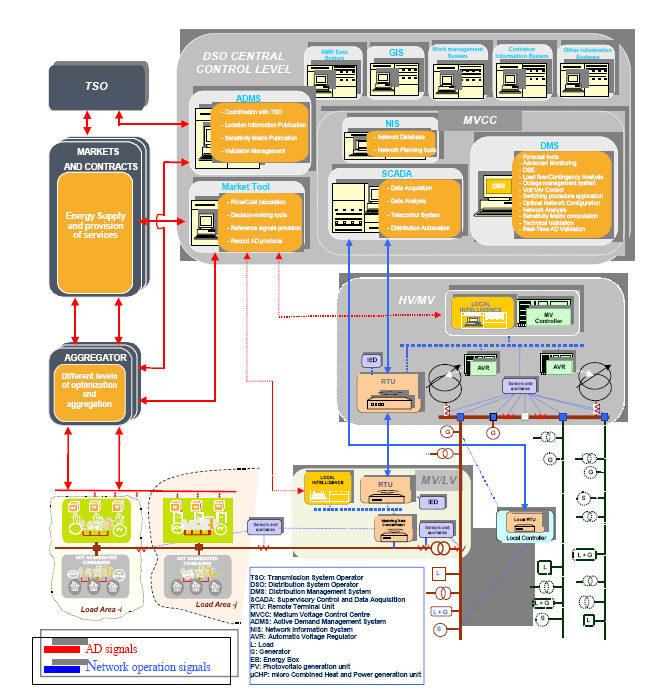 DSO CENTRAL
CONTROL LEVEL
AMR Data
System
GIS
Work management
System
Customer
Information System
Other Information
Systems
TSO
ADMS
- Coordination with TSO
- Location Information Publication
- Sensitivity Matrix Publication
- Validation Management
MVCC
NIS
- Network Database
- Network Planning tools
MARKETS
AND CONTRACTS
Energy Supply
and provision
of services
Market Tool
- Price/Cost calculation
- Decision-making tools
- Reference signals provision
- Record AD products
SCADA
- Data Acquistion
- Data Analysis
- Telecontrol System
- Distribution Automation
DMS
DMS
- Forecast tools
- Advanced Monitoring
- DSE
- Load flow/Contingency Analysis
- Outage management system
- Volt VAr Control
- Switching procedure application
- Optimal Network Configuration
- Network Analysis
- Sensitivity Matrix computation
- Technical Validation
- Real-Time AD Validation
HV/MV
LOCAL
INTELLIGENCE
MV
Controller
AGGREGATOR
Different levels
of optimization
and
aggregation
IED
RTU
AVR
AVR
Sensors and
auxiliaries
G
G
G
S
L + G
L
L + G
S
MV/LV
LOCAL
INTELLIGENCE
RTU
IED
Sensors and
auxiliaries
Sensors and
auxiliaries
Local RTU
Local Controller
L
L + G
S
NOT AGGREGATED
CONSUMERS
NOT AGGREGATED
CONSUMERS
Load Area -j
Load Area -i
TSO: Transmission System Operator
DSO: Distribution System Operator
DMS: Distribution Management System
SCADA: Supervisory Control and Data Acquisition
RTU: Remote Terminal Unit
MVCC: Medium Voltage Control Centre
ADMS: Active Demand Management System
NIS: Network Information System
AVR: Automatic Voltage Regulator
L: Load
G: Generator
EB: Energy Box
PV: Photovoltaic generation unit
µCHP: micro Combined Heat and Power generation unit
AD signals
Network operation signals